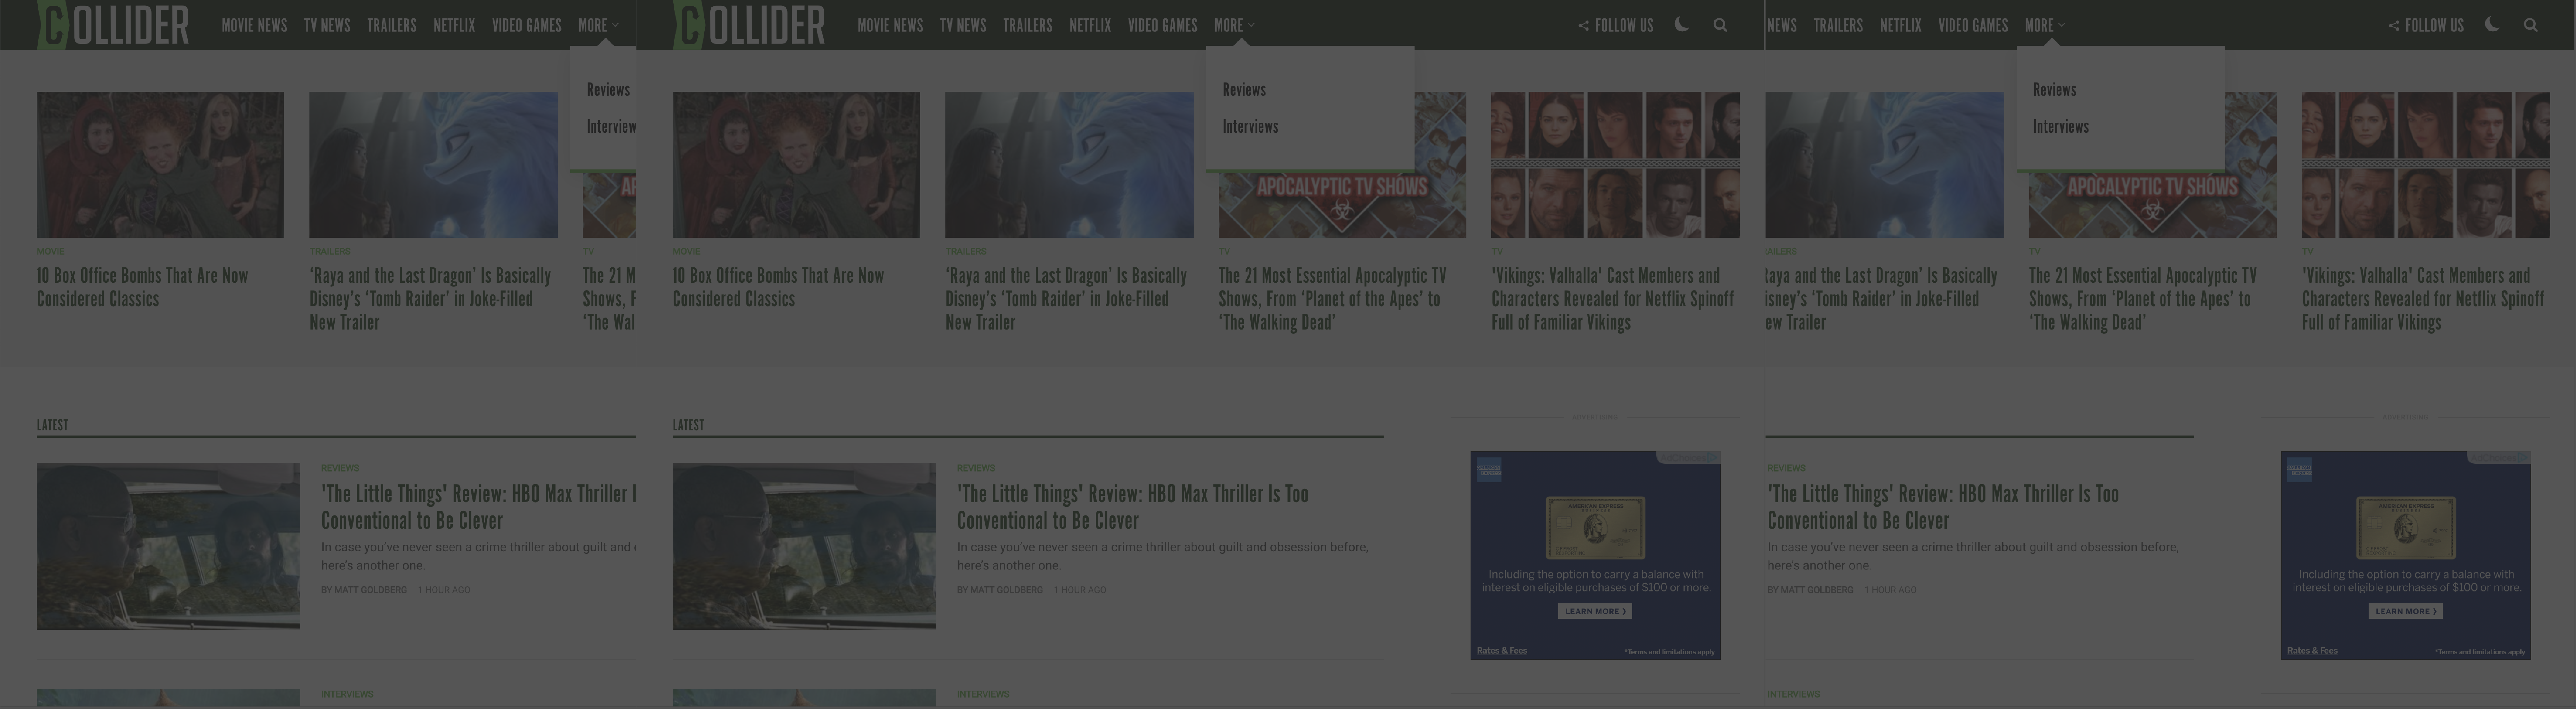 COLLIDER MOVIE NEWS TV NEWS TRAILERS NETFLIX VIDEO GAMES MORE
Reviews
Interview
MOVIE
10 Box Office Bombs That Are Now
Considered Classics
TRAILERS
‘Raya and the Last Dragon’ Is Basically
Disney’s ‘Tomb Raider’ in Joke-Filled
New Trailer
AP
TV
The 21 M
Shows, F
‘The Wal
LATEST
REVIEWS
'The Little Things' Review: HBO Max Thriller I
Conventional to Be Clever
In case you’ve never seen a crime thriller about guilt and
here’s another one.
BY MATT GOLDBERG 1 HOUR AGO
INTERVIEWS
COLLIDER MOVIE NEWS TV NEWS TRAILERS NETFLIX VIDEO GAMES MORE FOLLOW US
Reviews
Interviews
MOVIE
10 Box Office Bombs That Are Now
Considered Classics
TRAILERS
‘Raya and the Last Dragon’ Is Basically
Disney’s ‘Tomb Raider’ in Joke-Filled
New Trailer
APOCALYPTIC TV SHOWS
TV
The 21 Most Essential Apocalyptic TV
Shows, From ‘Planet of the Apes’ to
‘The Walking Dead’
TV
'Vikings: Valhalla' Cast Members and
Characters Revealed for Netflix Spinoff
Full of Familiar Vikings
LATEST
REVIEWS
'The Little Things' Review: HBO Max Thriller Is Too
Conventional to Be Clever
In case you’ve never seen a crime thriller about guilt and obsession before,
here’s another one.
BY MATT GOLDBERG 1 HOUR AGO
INTERVIEWS
ADVERTISING
AMERICAN EXPRESS
Including the option to carry a balance with
interest on eligible purchases of $100 or more.
LEARN MORE ⟩
Rates & Fees *Terms and limitations apply
NEWS TRAILERS NETFLIX VIDEO GAMES MORE FOLLOW US
Reviews
Interviews
AILERS
Raya and the Last Dragon’ Is Basically
isney’s ‘Tomb Raider’ in Joke-Filled
ew Trailer
APOCALYPTIC TV SHOWS
TV
The 21 Most Essential Apocalyptic TV
Shows, From ‘Planet of the Apes’ to
‘The Walking Dead’
TV
'Vikings: Valhalla' Cast Members and
Characters Revealed for Netflix Spinoff
Full of Familiar Vikings
REVIEWS
'The Little Things' Review: HBO Max Thriller Is Too
Conventional to Be Clever
In case you’ve never seen a crime thriller about guilt and obsession before,
here’s another one.
BY MATT GOLDBERG 1 HOUR AGO
INTERVIEWS
ADVERTISING
AMERICAN EXPRESS
Including the option to carry a balance with
interest on eligible purchases of $100 or more.
LEARN MORE ⟩
Rates & Fees *Terms and limitations apply